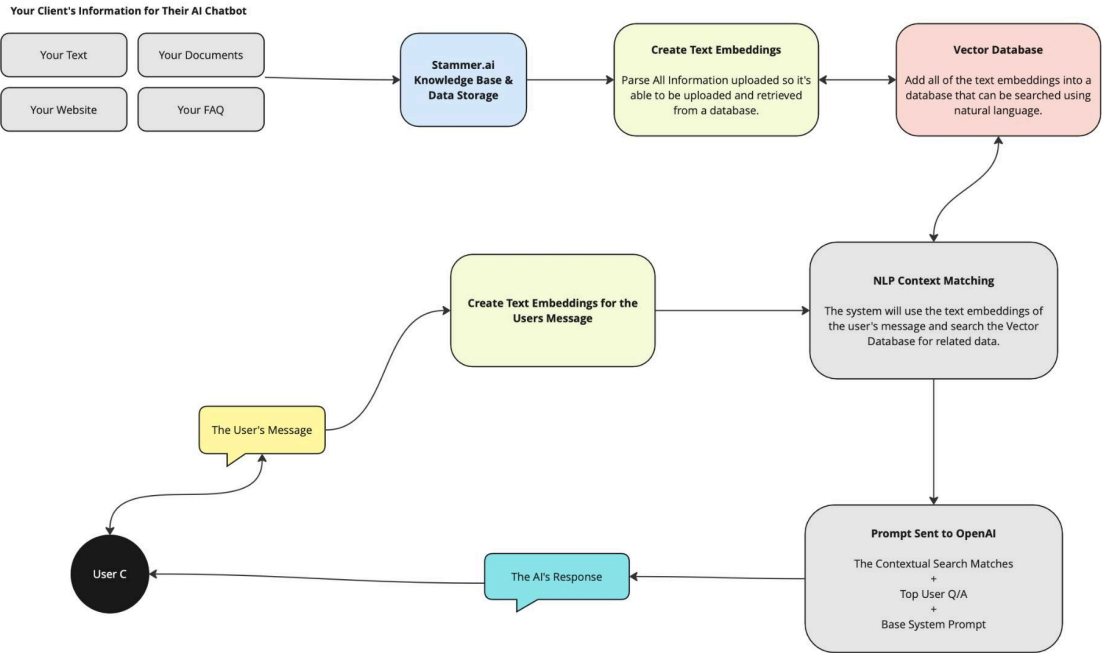 Your Client's Information for Their AI Chatbot
Your Text
Your Documents
Your Website
Your FAQ
Stammer.ai
Knowledge Base &
Data Storage
Create Text Embeddings
Parse All Information uploaded so it's
able to be uploaded and retrieved
from a database.
Vector Database
Add all of the text embeddings into a
database that can be searched using
natural language.
NLP Context Matching
The system will use the text embeddings of
the user's message and search the Vector
Database for related data.
Create Text Embeddings for the
Users Message
The User's Message
User C
The AI's Response
Prompt Sent to OpenAI
The Contextual Search Matches
+
Top User Q/A
+
Base System Prompt